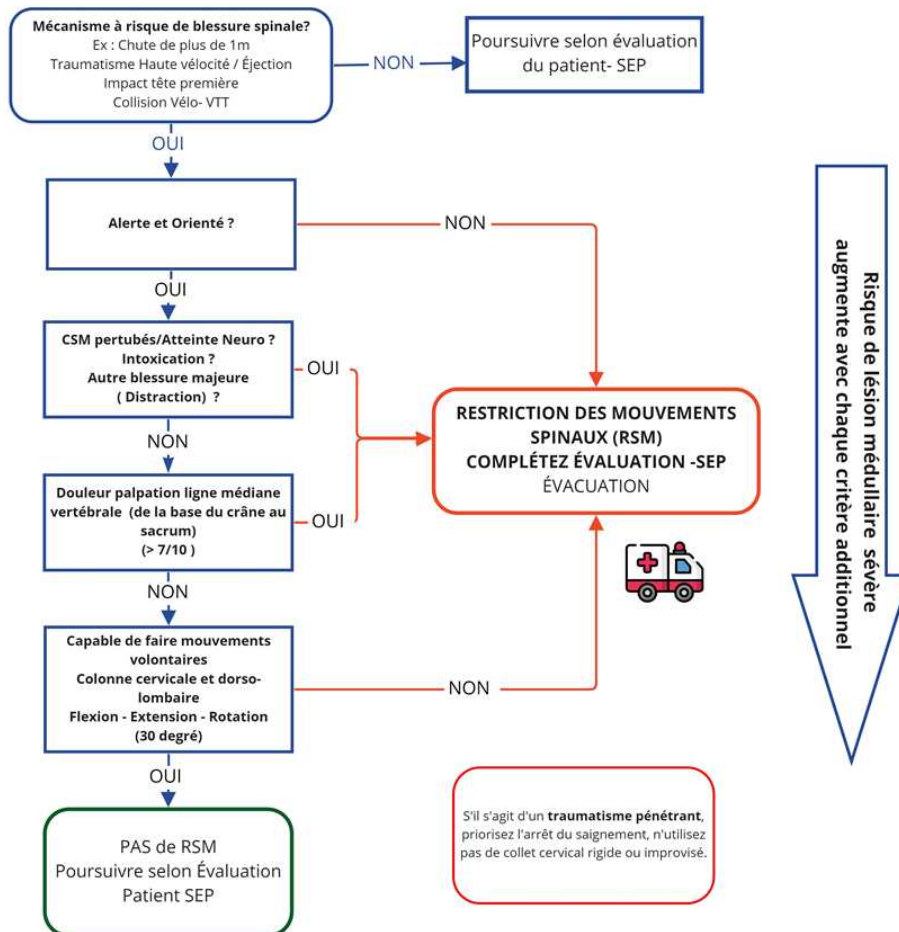 Mécanisme à risque de blessure spinale?
Ex : Chute de plus de 1m
Traumatisme Haute vélocité / Éjection
Impact tête première
Collision Vélo- VTT
NON
Poursuivre selon évaluation
du patient- SEP
OUI
Alerte et Orienté ?
NON
OUI
CSM pertubés/Atteinte Neuro ?
Intoxication ?
Autre blessure majeure
( Distraction) ?
OUI
NON
Douleur palpation ligne médiane
vertébrale (de la base du crâne au
sacrum)
(> 7/10 )
OUI
NON
RESTRICTION DES MOUVEMENTS
SPINAUX (RSM)
COMPLÉTEZ ÉVALUATION -SEP
ÉVACUATION
Capable de faire mouvements
volontaires
Colonne cervicale et dorso-
lombaire
Flexion - Extension - Rotation
(30 degré)
NON
OUI
PAS de RSM
Poursuivre selon Évaluation
Patient SEP
S'il s'agit d'un traumatisme pénétrant,
priorisez l'arrêt du saignement, n'utilisez
pas de collet cervical rigide ou improvisé.
Risque de lésion médullaire sévère
augmente avec chaque critère additionnel